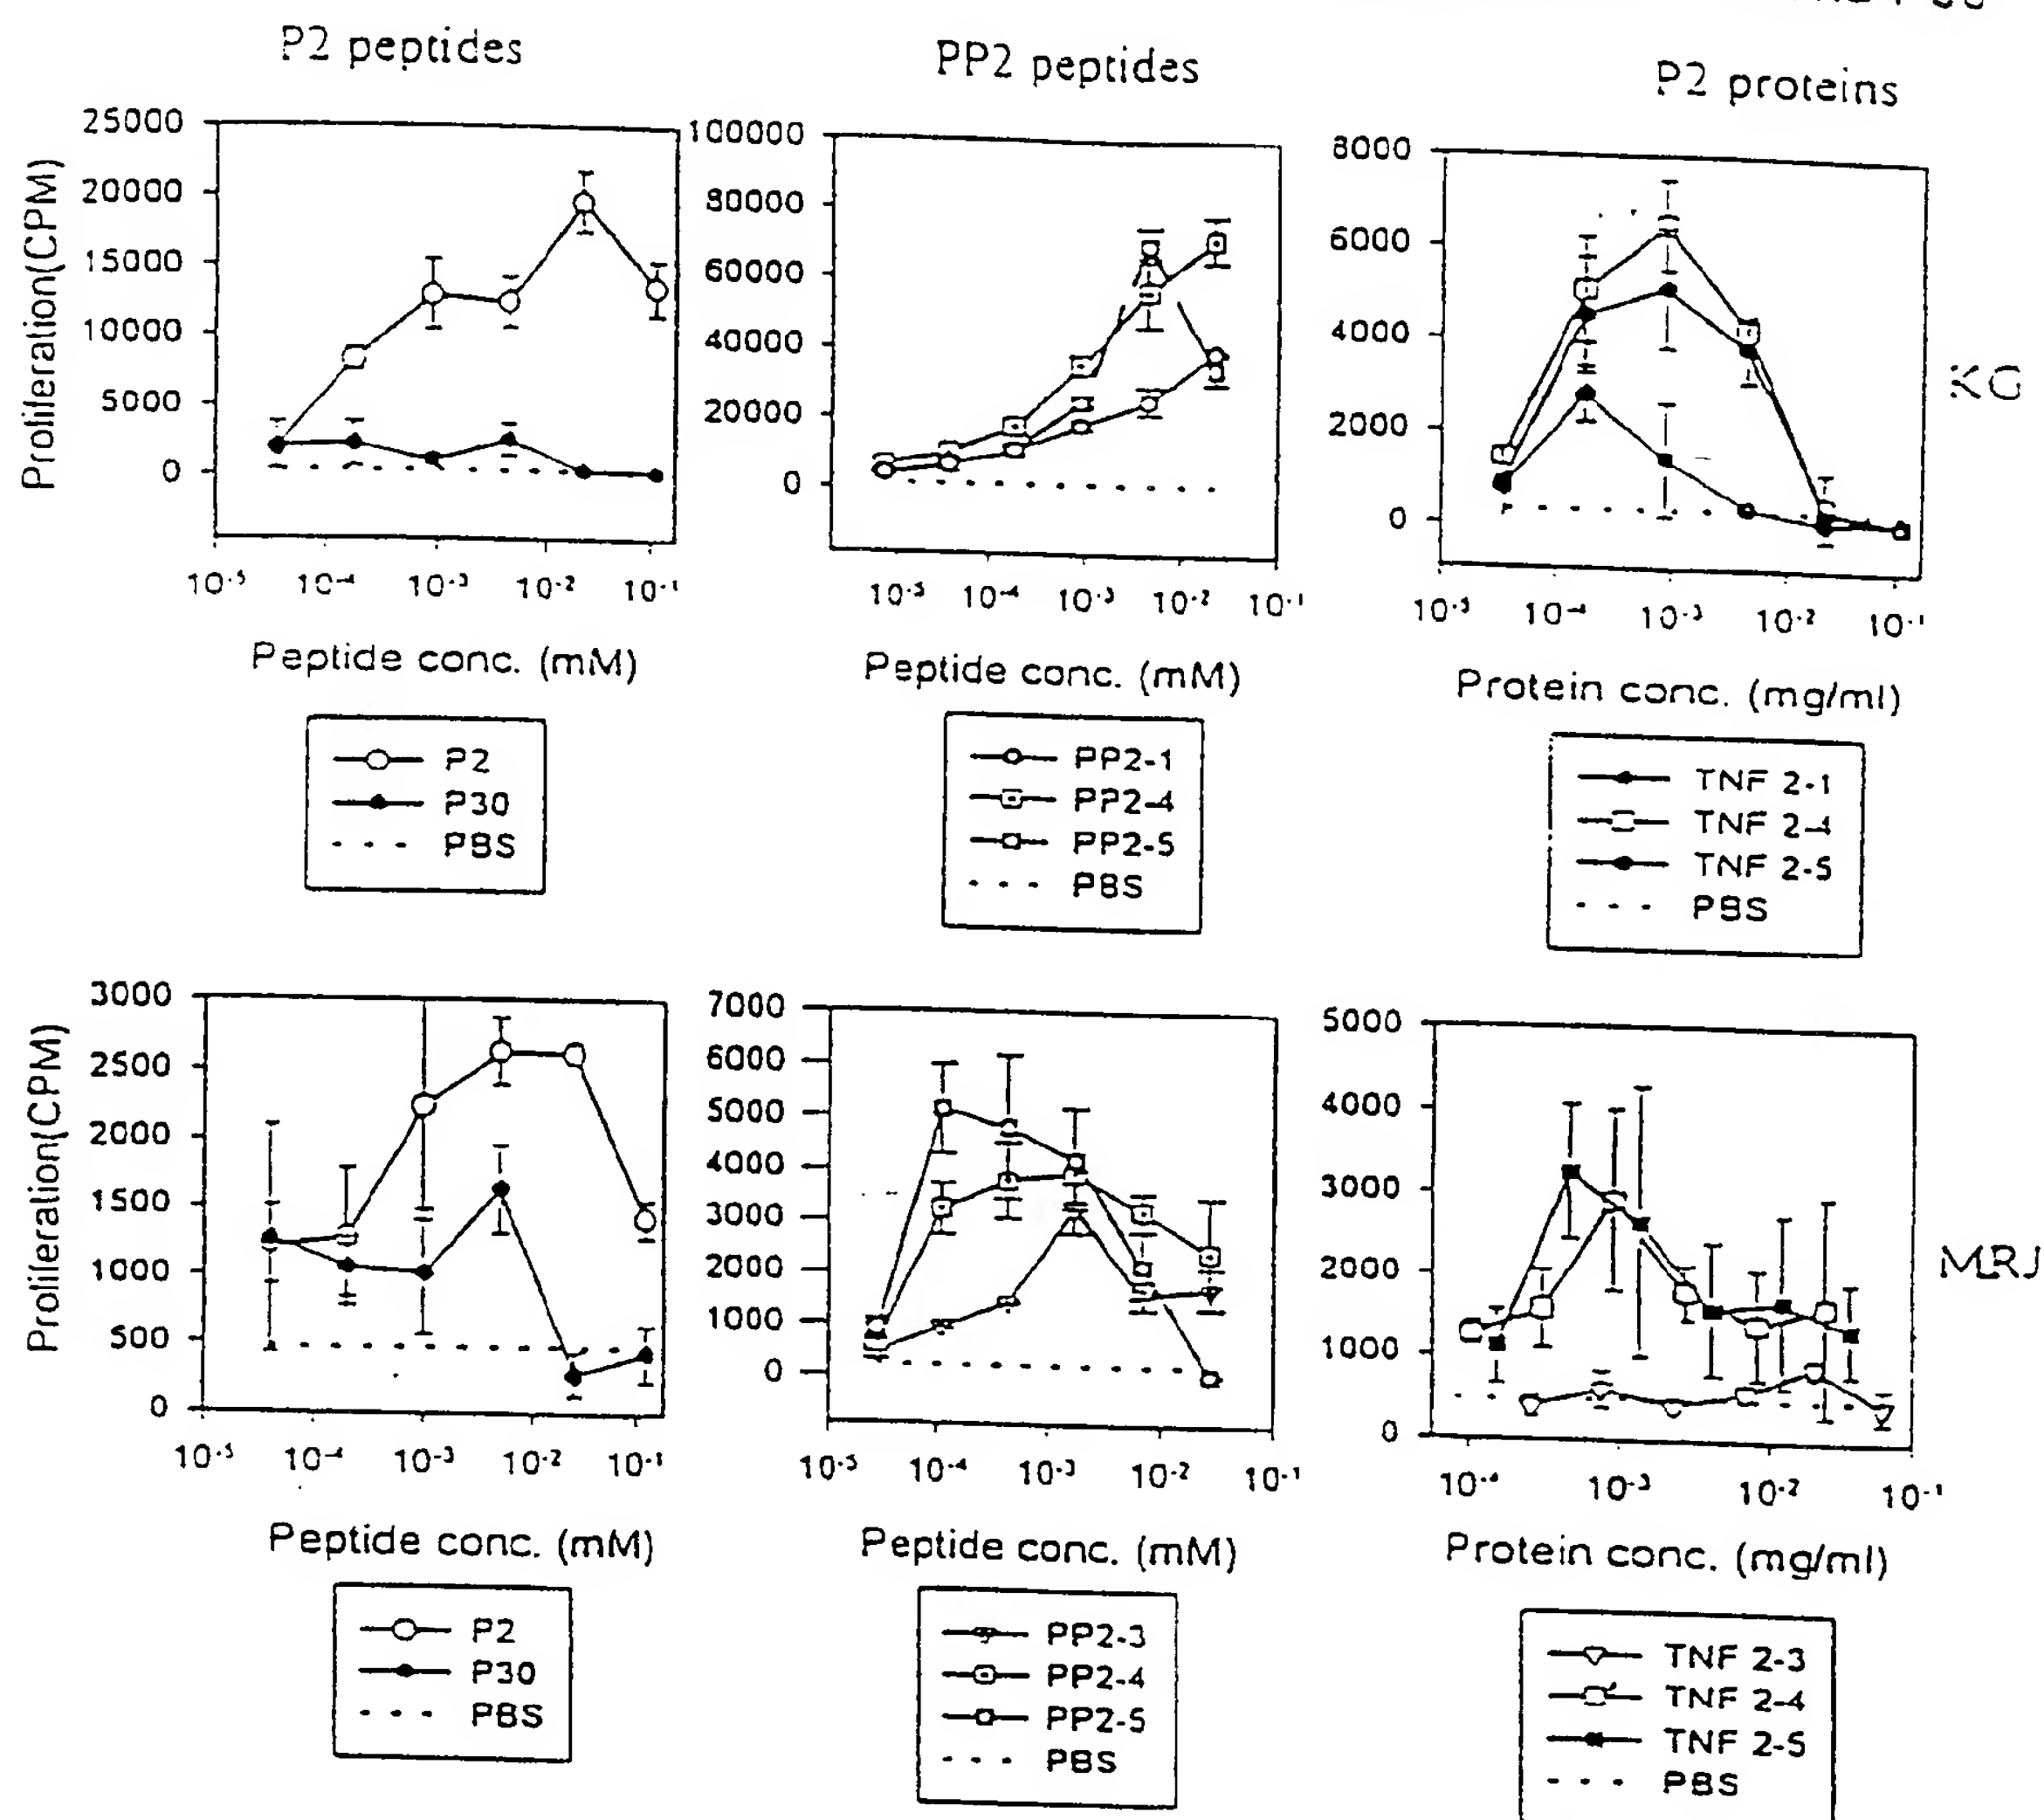 P2 peptides
PP2 peptides
P2 proteins
Proliferation(CPM)
25000
20000
15000
10000
5000
0
10-5 10-4 10-3 10-2 10-1
Peptide conc. (mM)
P2
P30
PBS
100000
80000
60000
40000
20000
0
10-5 10-4 10-3 10-2 10-1
Peptide conc. (mM)
PP2-1
PP2-4
PP2-5
PBS
8000
6000
4000
2000
0
10-5 10-4 10-3 10-2 10-1
Protein conc. (mg/ml)
TNF 2-1
TNF 2-4
TNF 2-5
PBS
KG
Proliferation(CPM)
3000
2500
2000
1500
1000
500
0
10-5 10-4 10-3 10-2 10-1
Peptide conc. (mM)
P2
P30
PBS
7000
6000
5000
4000
3000
2000
1000
0
10-5 10-4 10-3 10-2 10-1
Peptide conc. (mM)
PP2-3
PP2-4
PP2-5
PBS
5000
4000
3000
2000
1000
0
10-4 10-3 10-2 10-1
Protein conc. (mg/ml)
TNF 2-3
TNF 2-4
TNF 2-5
PBS
MRJ